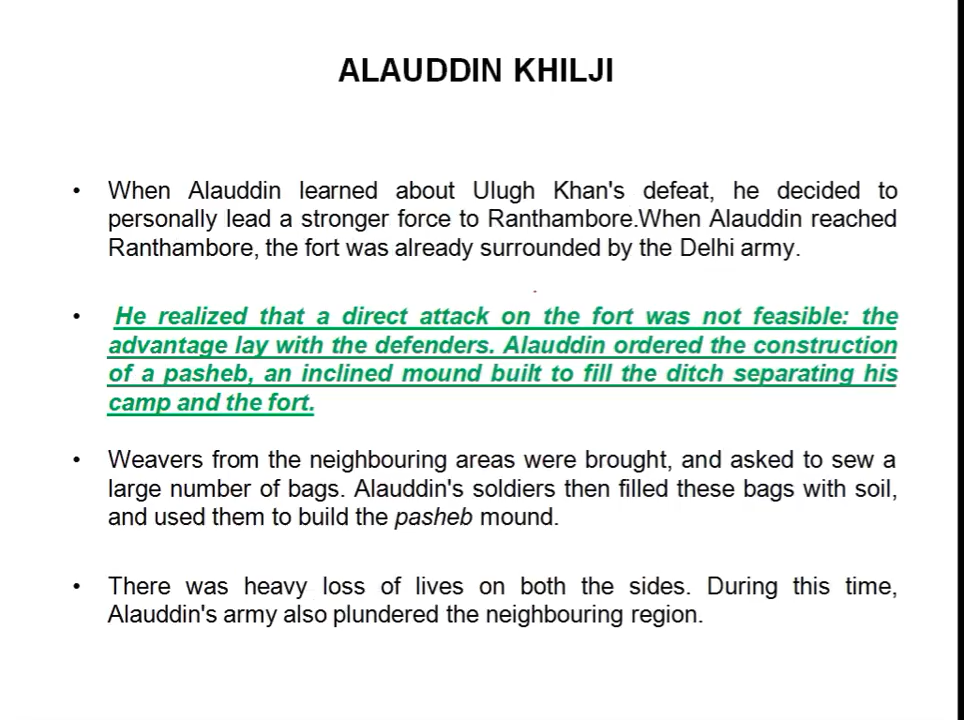 ALAUDDIN KHILJI
• When Alauddin learned about Ulugh Khan's defeat, he decided to
personally lead a stronger force to Ranthambore.When Alauddin reached
Ranthambore, the fort was already surrounded by the Delhi army.
• He realized that a direct attack on the fort was not feasible: the
advantage lay with the defenders. Alauddin ordered the construction
of a pasheb, an inclined mound built to fill the ditch separating his
camp and the fort.
• Weavers from the neighbouring areas were brought, and asked to sew a
large number of bags. Alauddin's soldiers then filled these bags with soil,
and used them to build the pasheb mound.
• There was heavy loss of lives on both the sides. During this time,
Alauddin's army also plundered the neighbouring region.